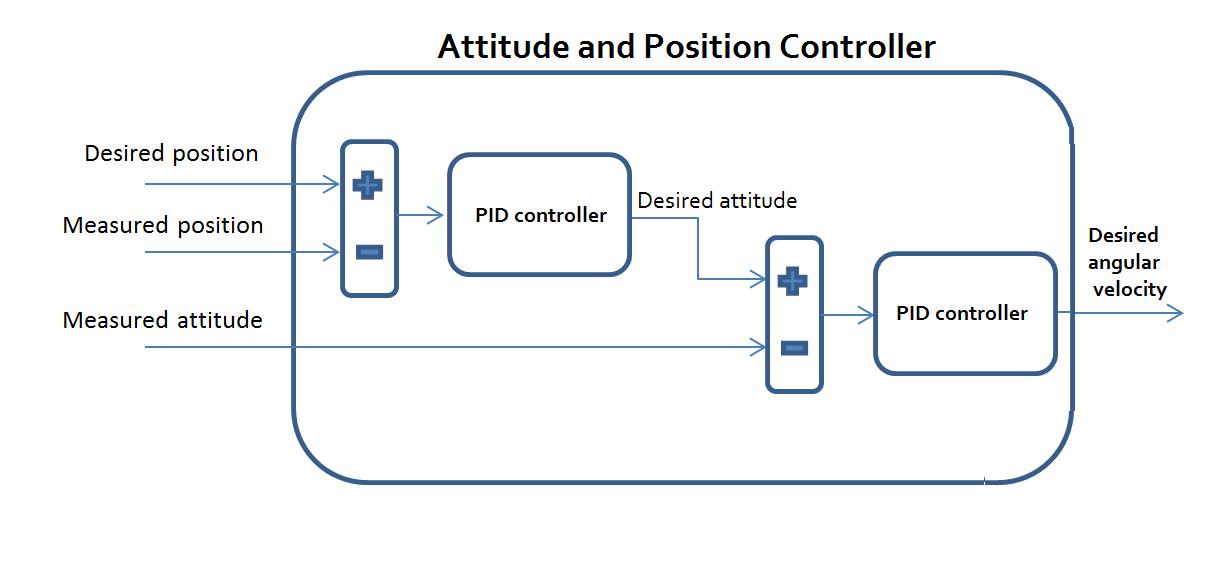 Attitude and Position Controller
Desired position
Measured position
Measured attitude
PID controller
Desired attitude
PID controller
Desired
angular
velocity